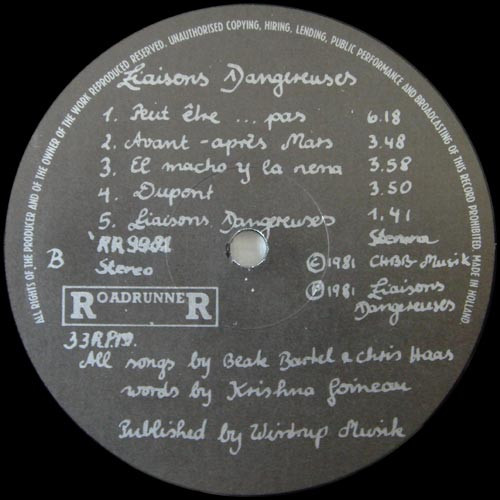 ALL RIGHTS OF THE PRODUCER AND OF THE OWNER OF THE WORK REPRODUCED RESERVED. UNAUTHORISED COPYING, HIRING, LENDING, PUBLIC PERFORMANCE AND BROADCASTING OF THIS RECORD PROHIBITED. MADE IN HOLLAND
Liaisons Dangereuses
1. Peut être ... pas 6.18
2. Avant-après Mars 3.48
3. El macho y la nena 3.58
4. Dupont 3.50
5. Liaisons Dangereuses 1.41
RR9981 Stemra
B Stereo © 1981 CHBB-Musik
℗ 1981 Liaisons Dangereuses
ROADRUNNER
33RPM.
All songs by Beate Bartel & Chris Haas
words by Krishna Goineau
Published by Wintrup Musik